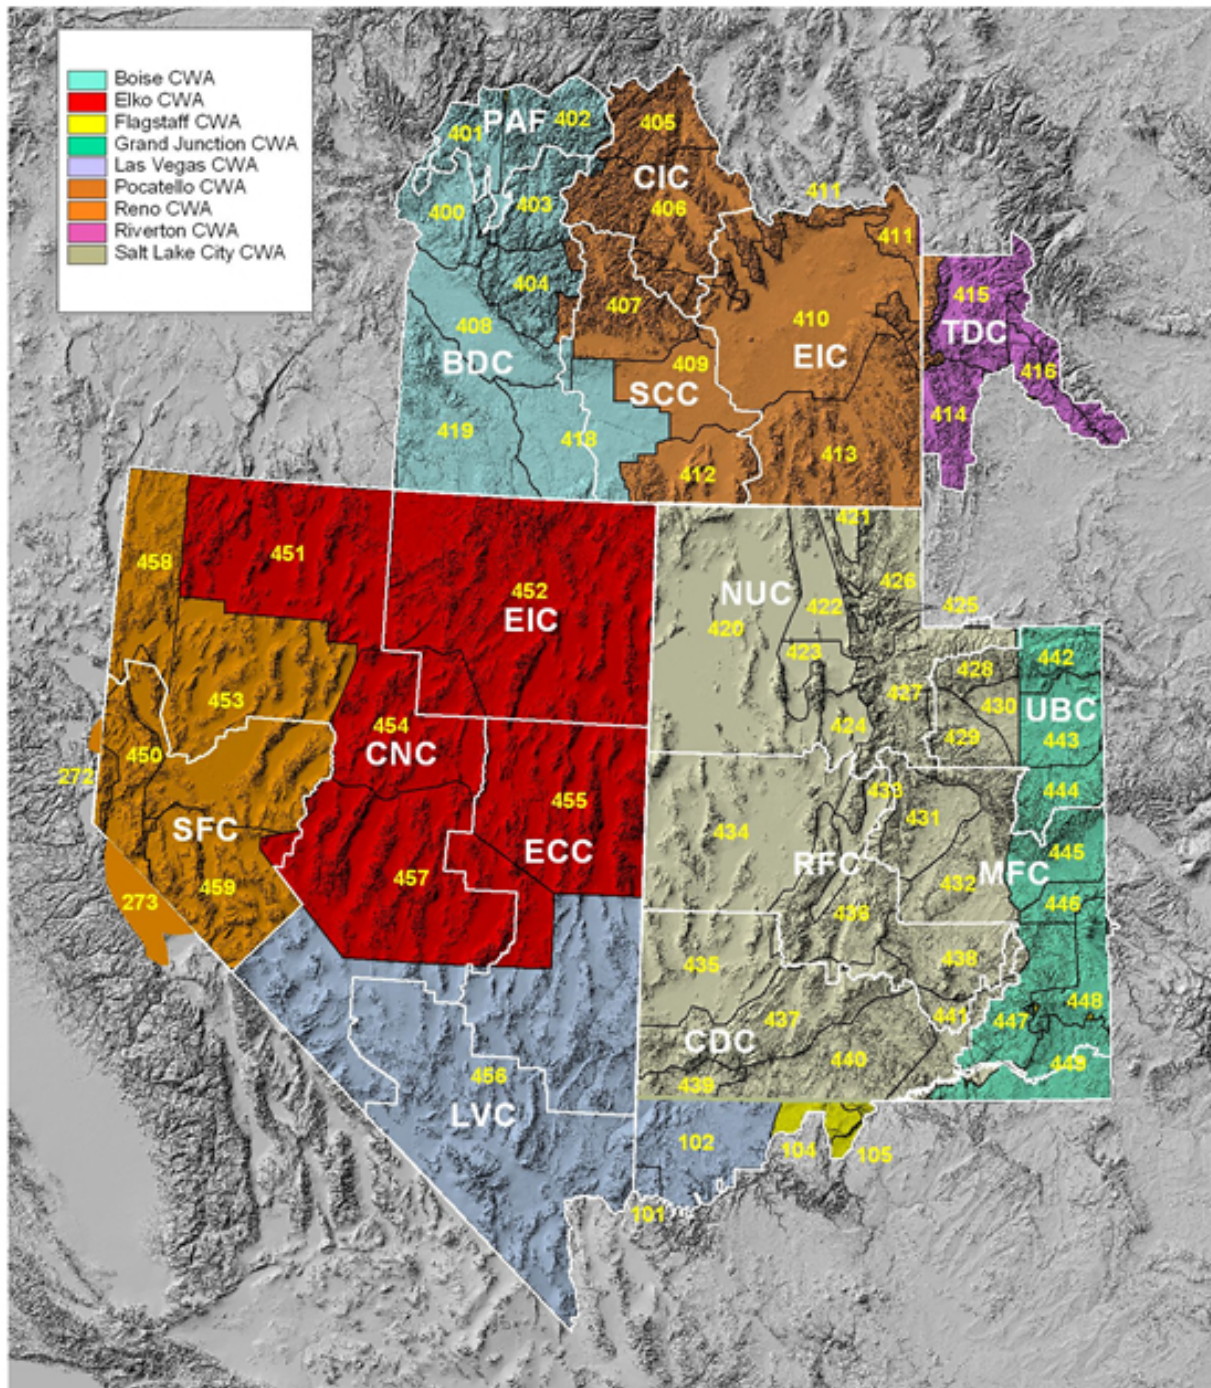 Boise CWA
Elko CWA
Flagstaff CWA
Grand Junction CWA
Las Vegas CWA
Pocatello CWA
Reno CWA
Riverton CWA
Salt Lake City CWA
PAF
402
401
405
CIC
411
400
403
406
411
404
407
415
408
410
TDC
BDC
409
EIC
416
SCC
419
418
414
412
413
421
458
451
452
NUC
426
EIC
422
425
420
423
428
442
453
427
430
UBC
454
424
429
443
450
CNC
272
433
444
455
431
SFC
434
RFC
445
ECC
MFC
457
432
459
446
273
436
435
438
448
437
441
447
CDC
440
449
456
439
LVC
102
104
105
101